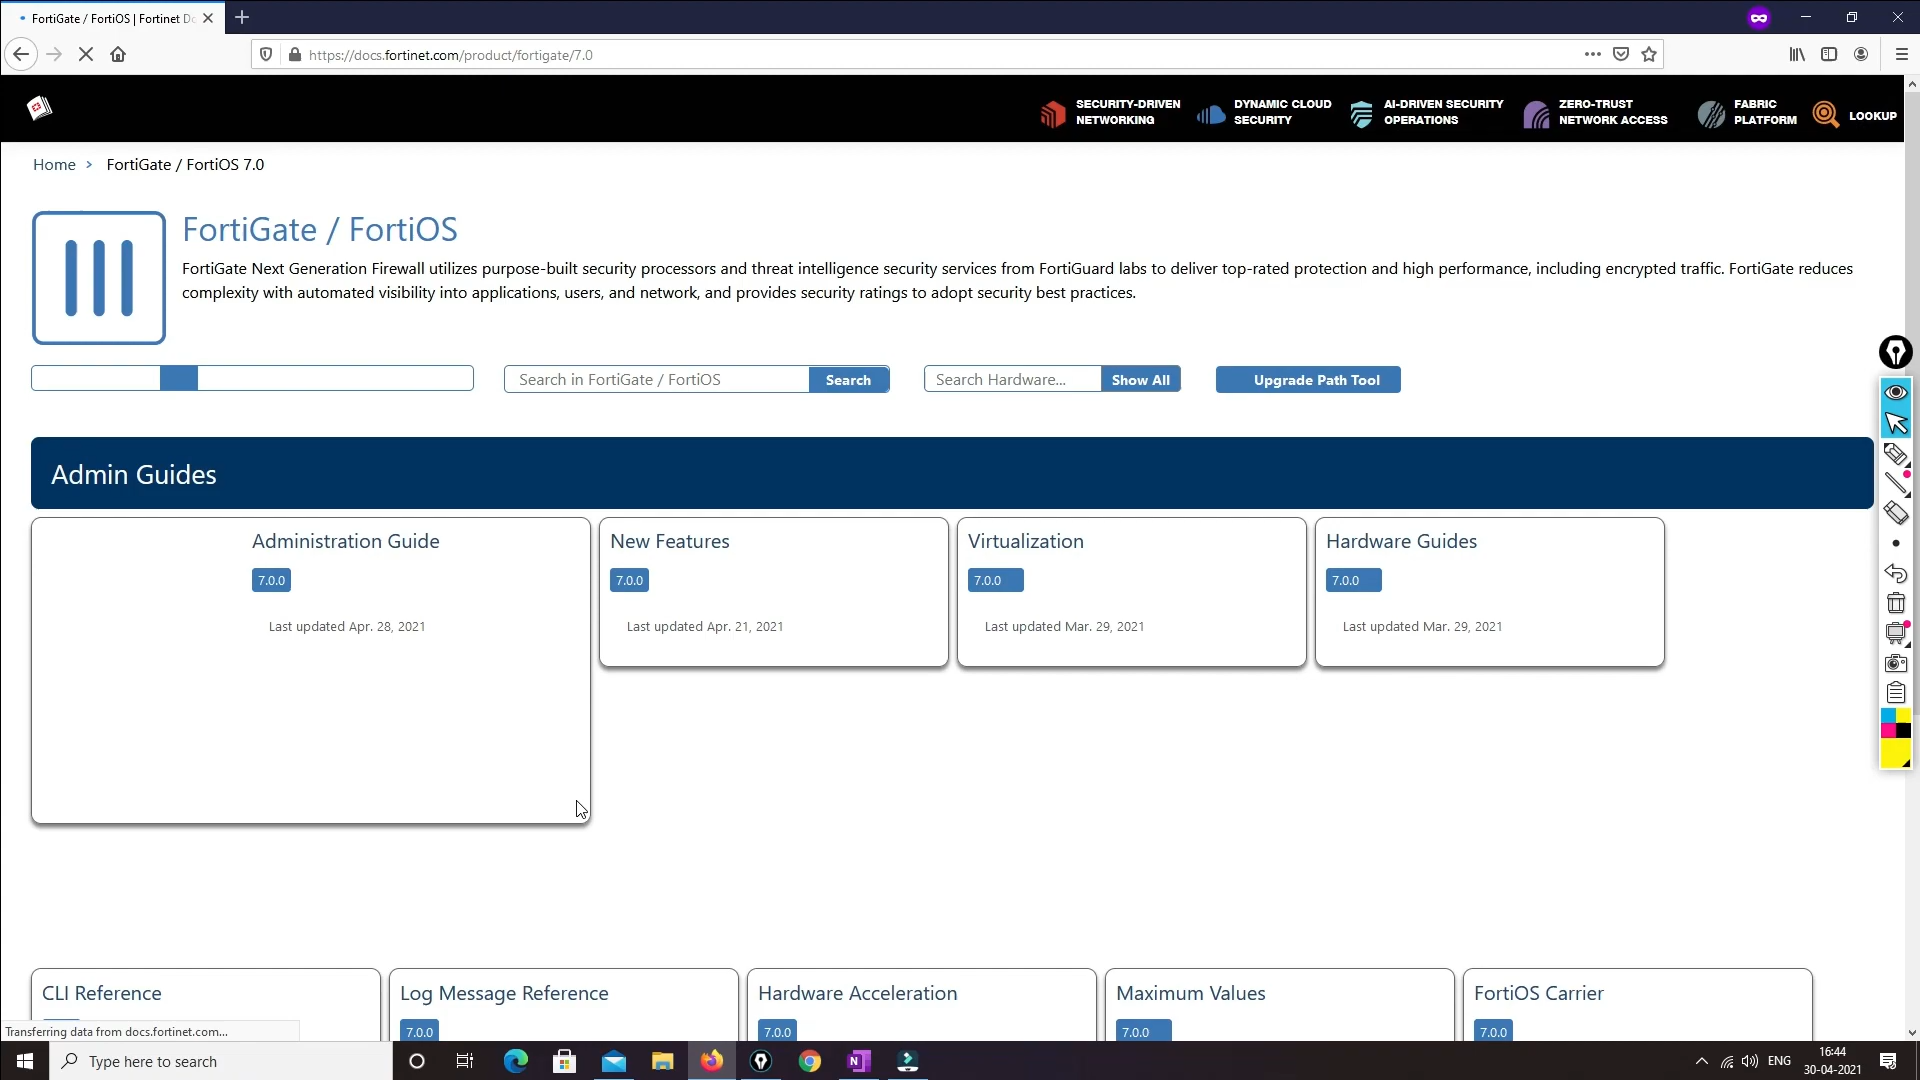 FortiGate / FortiOS | Fortinet Do
https://docs.fortinet.com/product/fortigate/7.0
SECURITY-DRIVEN
NETWORKING
DYNAMIC CLOUD
SECURITY
AI-DRIVEN SECURITY
OPERATIONS
ZERO-TRUST
NETWORK ACCESS
FABRIC
PLATFORM
LOOKUP
Home > FortiGate / FortiOS 7.0
FortiGate / FortiOS
FortiGate Next Generation Firewall utilizes purpose-built security processors and threat intelligence security services from FortiGuard labs to deliver top-rated protection and high performance, including encrypted traffic. FortiGate reduces
complexity with automated visibility into applications, users, and network, and provides security ratings to adopt security best practices.
Search in FortiGate / FortiOS
Search
Search Hardware...
Show All
Upgrade Path Tool
Admin Guides
Administration Guide
7.0.0
Last updated Apr. 28, 2021
New Features
7.0.0
Last updated Apr. 21, 2021
Virtualization
7.0.0
Last updated Mar. 29, 2021
Hardware Guides
7.0.0
Last updated Mar. 29, 2021
CLI Reference
Log Message Reference
7.0.0
Hardware Acceleration
7.0.0
Maximum Values
7.0.0
FortiOS Carrier
7.0.0
Transferring data from docs.fortinet.com...
Type here to search
ENG
16:44
30-04-2021